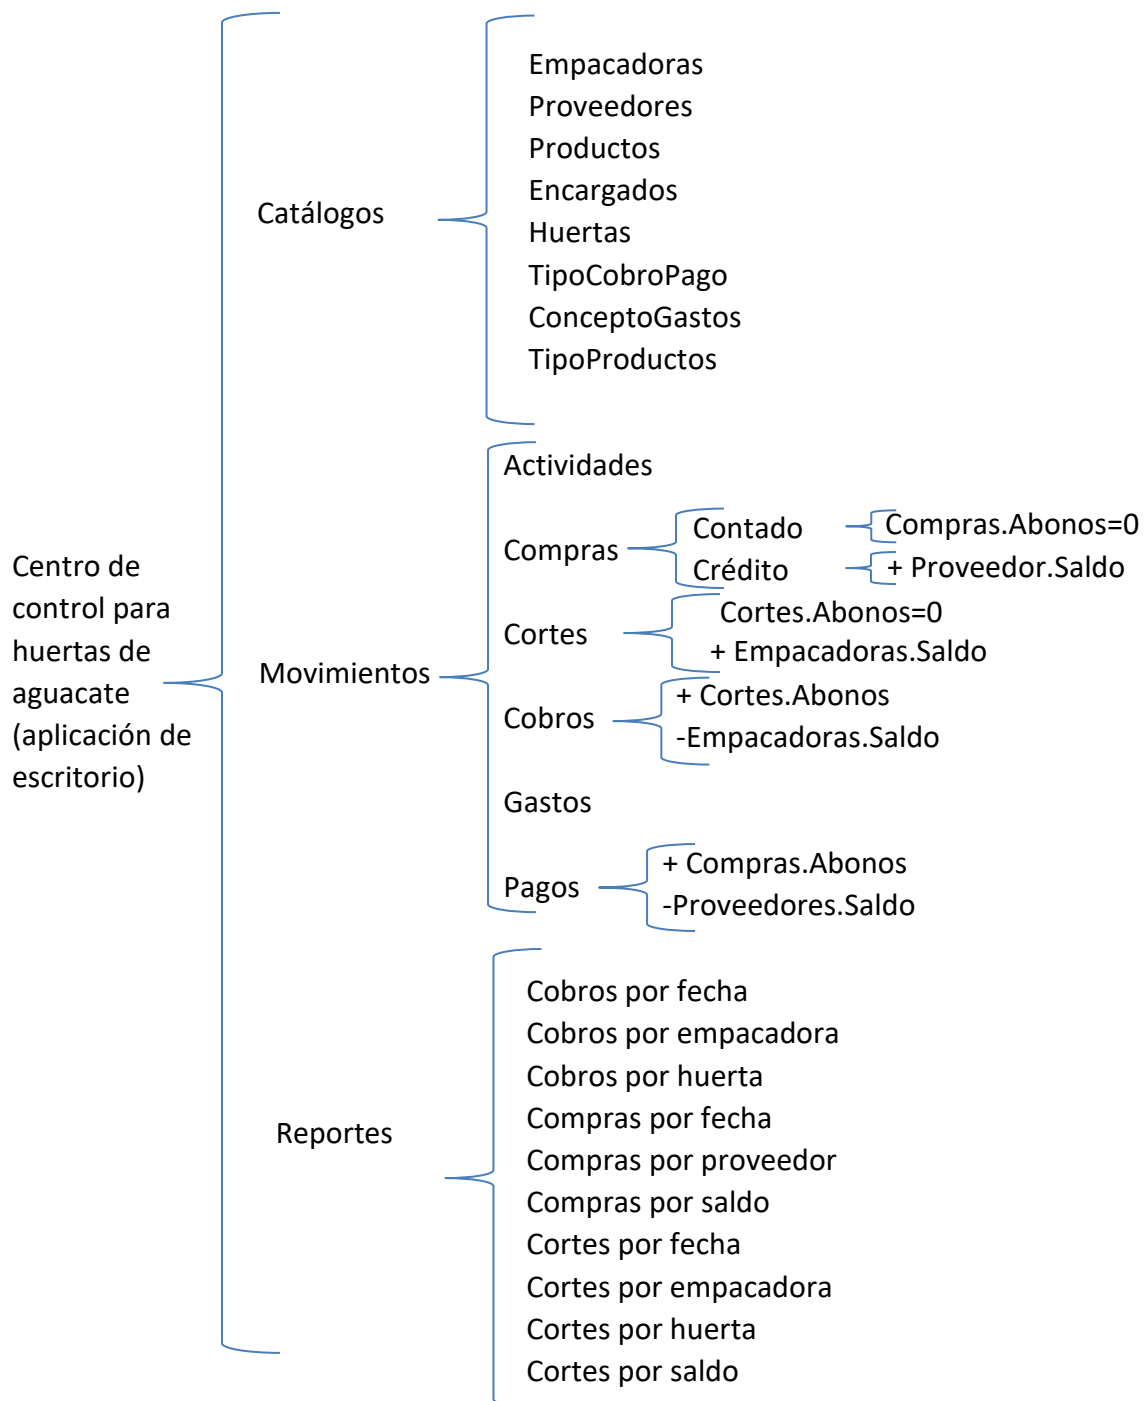 Centro de
control para
huertas de
aguacate
(aplicación de
escritorio)
Catálogos
Empacadoras
Proveedores
Productos
Encargados
Huertas
TipoCobroPago
ConceptoGastos
TipoProductos
Movimientos
Actividades
Compras
Contado
Compras.Abonos=0
Crédito
+ Proveedor.Saldo
Cortes
Cortes.Abonos=0
+ Empacadoras.Saldo
Cobros
+ Cortes.Abonos
-Empacadoras.Saldo
Gastos
Pagos
+ Compras.Abonos
-Proveedores.Saldo
Reportes
Cobros por fecha
Cobros por empacadora
Cobros por huerta
Compras por fecha
Compras por proveedor
Compras por saldo
Cortes por fecha
Cortes por empacadora
Cortes por huerta
Cortes por saldo